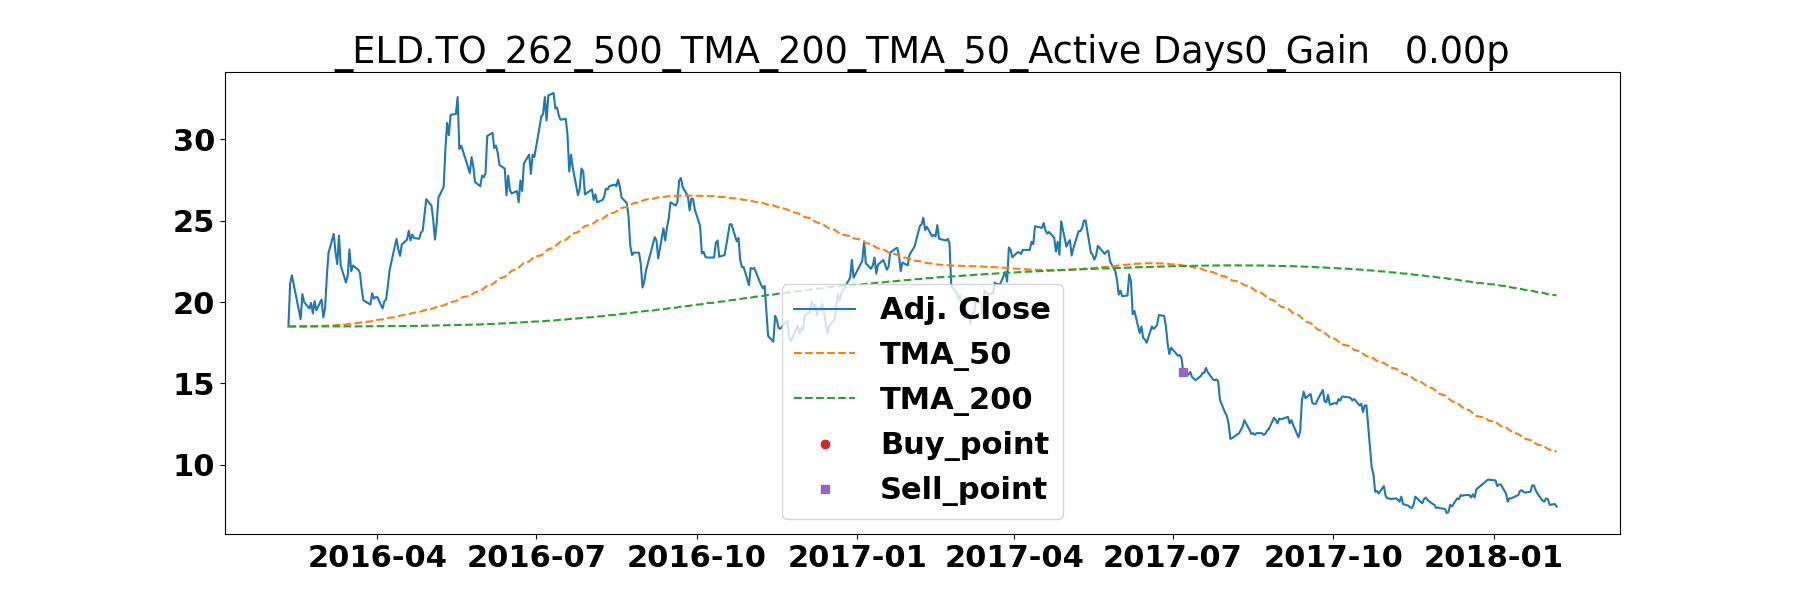 _ELD.TO_262_500_TMA_200_TMA_50_Active Days0_Gain   0.00p
30
25
20
15
10
Adj. Close
TMA_50
TMA_200
Buy_point
Sell_point
2016-04 2016-07 2016-10 2017-01 2017-04 2017-07 2017-10 2018-01